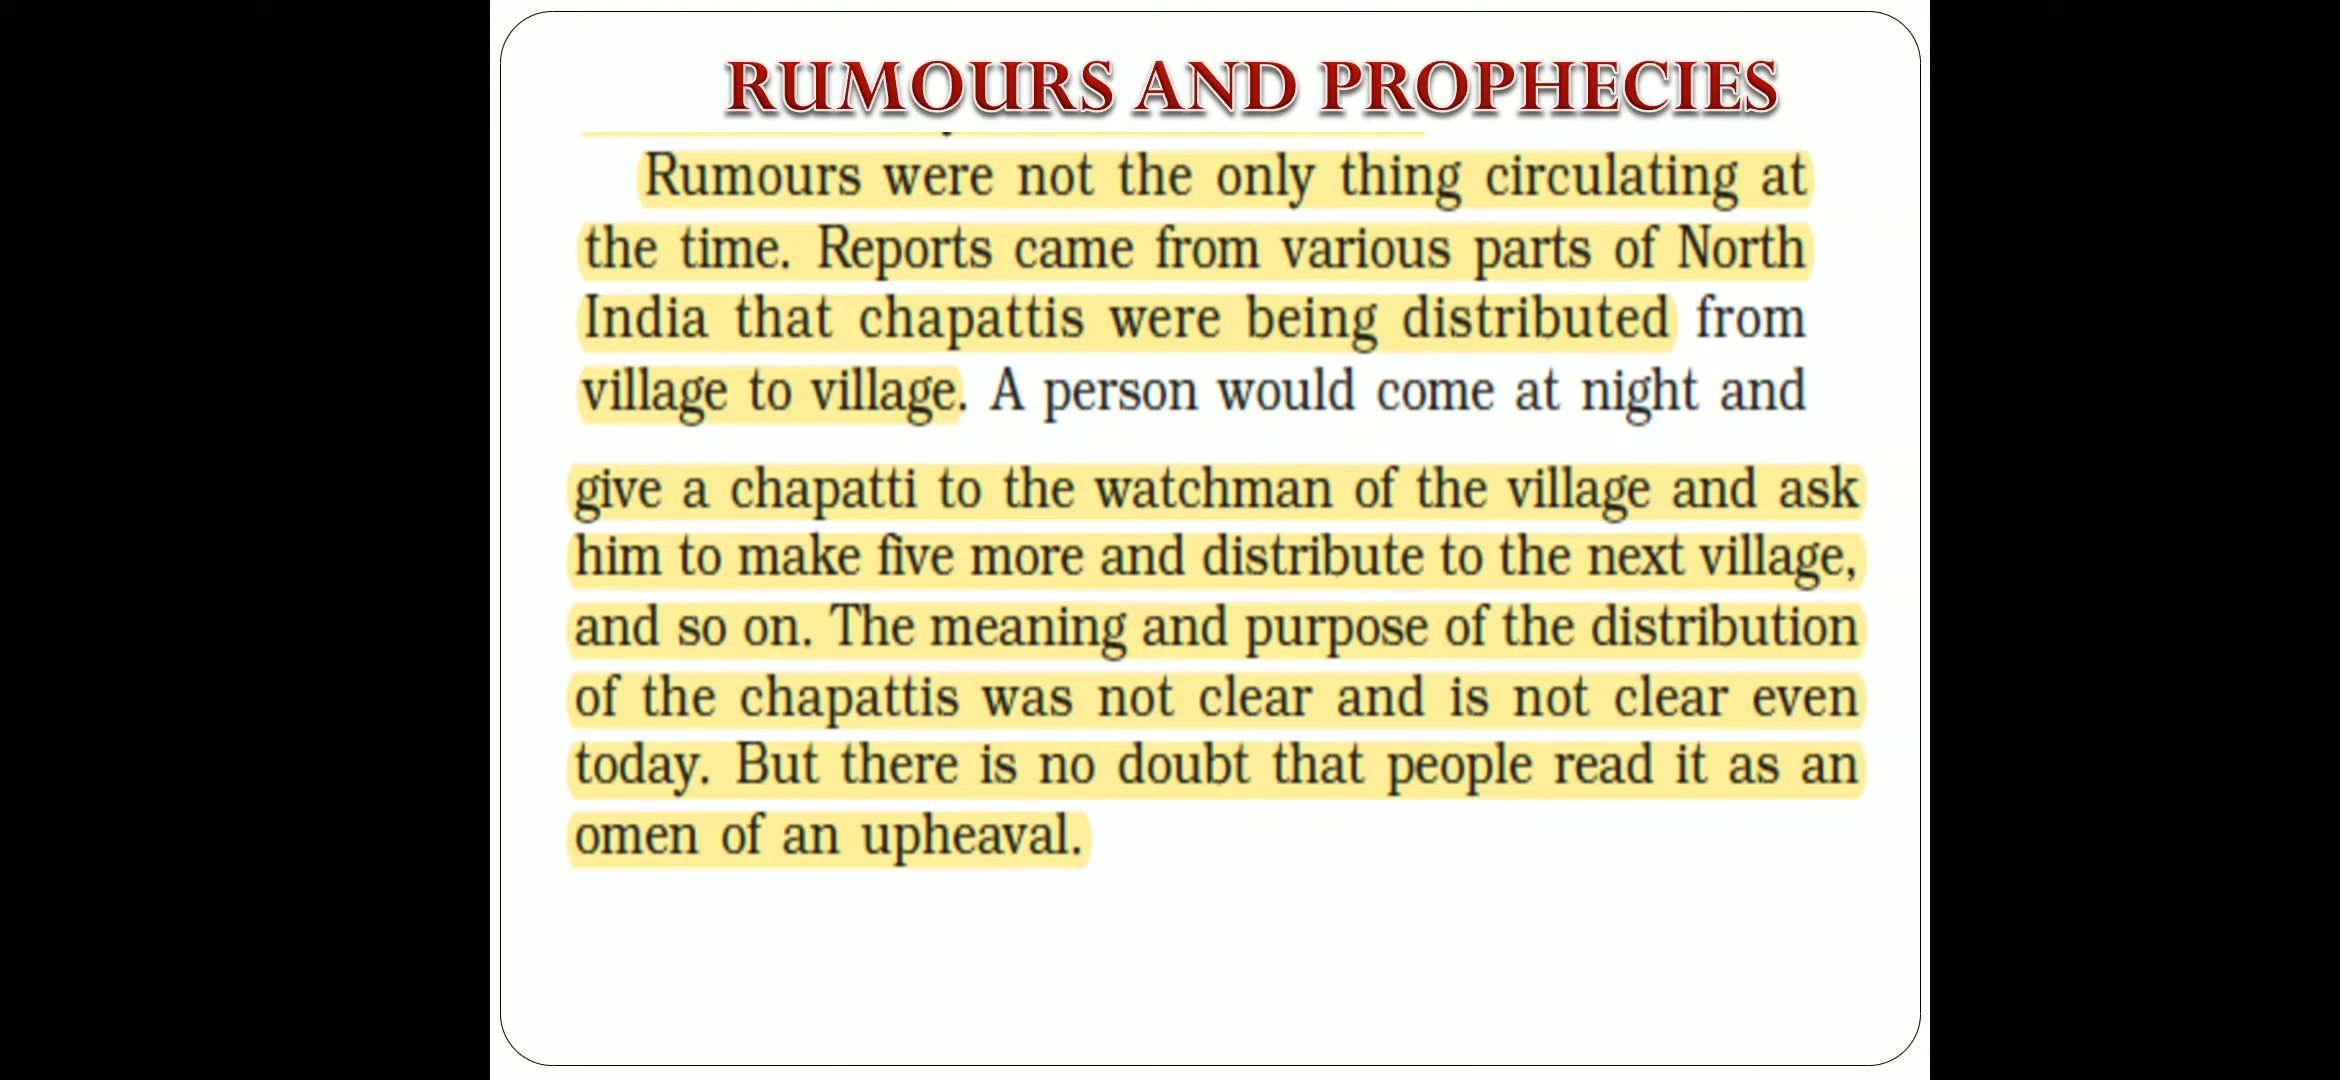 RUMOURS AND PROPHECIES
Rumours were not the only thing circulating at
the time. Reports came from various parts of North
India that chapattis were being distributed from
village to village. A person would come at night and
give a chapatti to the watchman of the village and ask
him to make five more and distribute to the next village,
and so on. The meaning and purpose of the distribution
of the chapattis was not clear and is not clear even
today. But there is no doubt that people read it as an
omen of an upheaval.